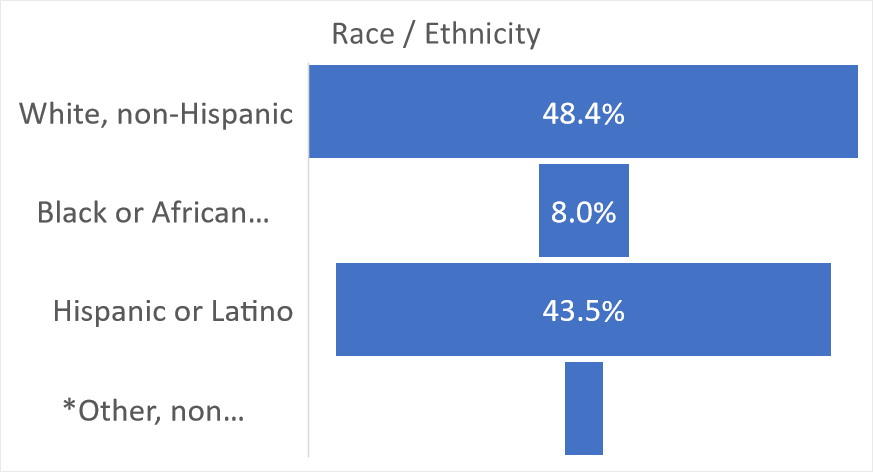 Race / Ethnicity
White, non-Hispanic 48.4%
Black or African… 8.0%
Hispanic or Latino 43.5%
*Other, non…